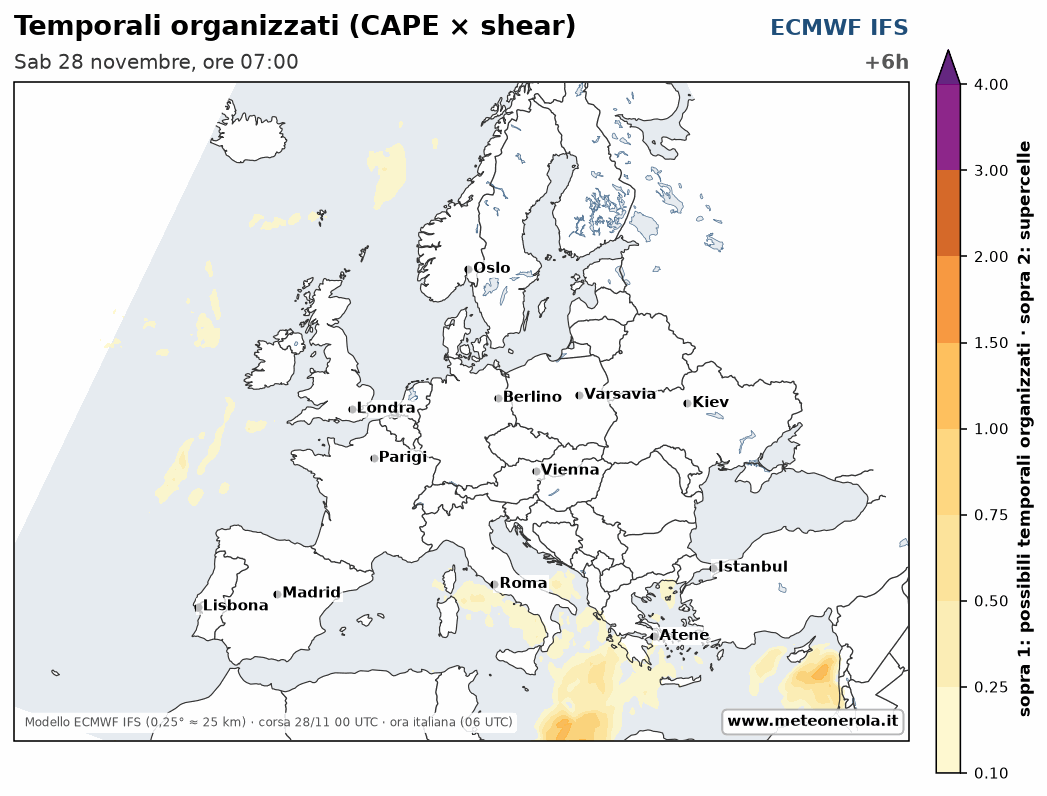 Temporali organizzati (CAPE × shear)
ECMWF IFS
Sab 28 novembre, ore 07:00
+6h
4.00
3.00
2.00
1.50
1.00
0.75
0.50
0.25
0.10
sopra 1: possibili temporali organizzati · sopra 2: supercelle
Oslo
Berlino
Varsavia
Kiev
Londra
Parigi
Vienna
Istanbul
Roma
Madrid
Lisbona
Atene
Modello ECMWF IFS (0,25° ≈ 25 km) · corsa 28/11 00 UTC · ora italiana (06 UTC)
www.meteonerola.it